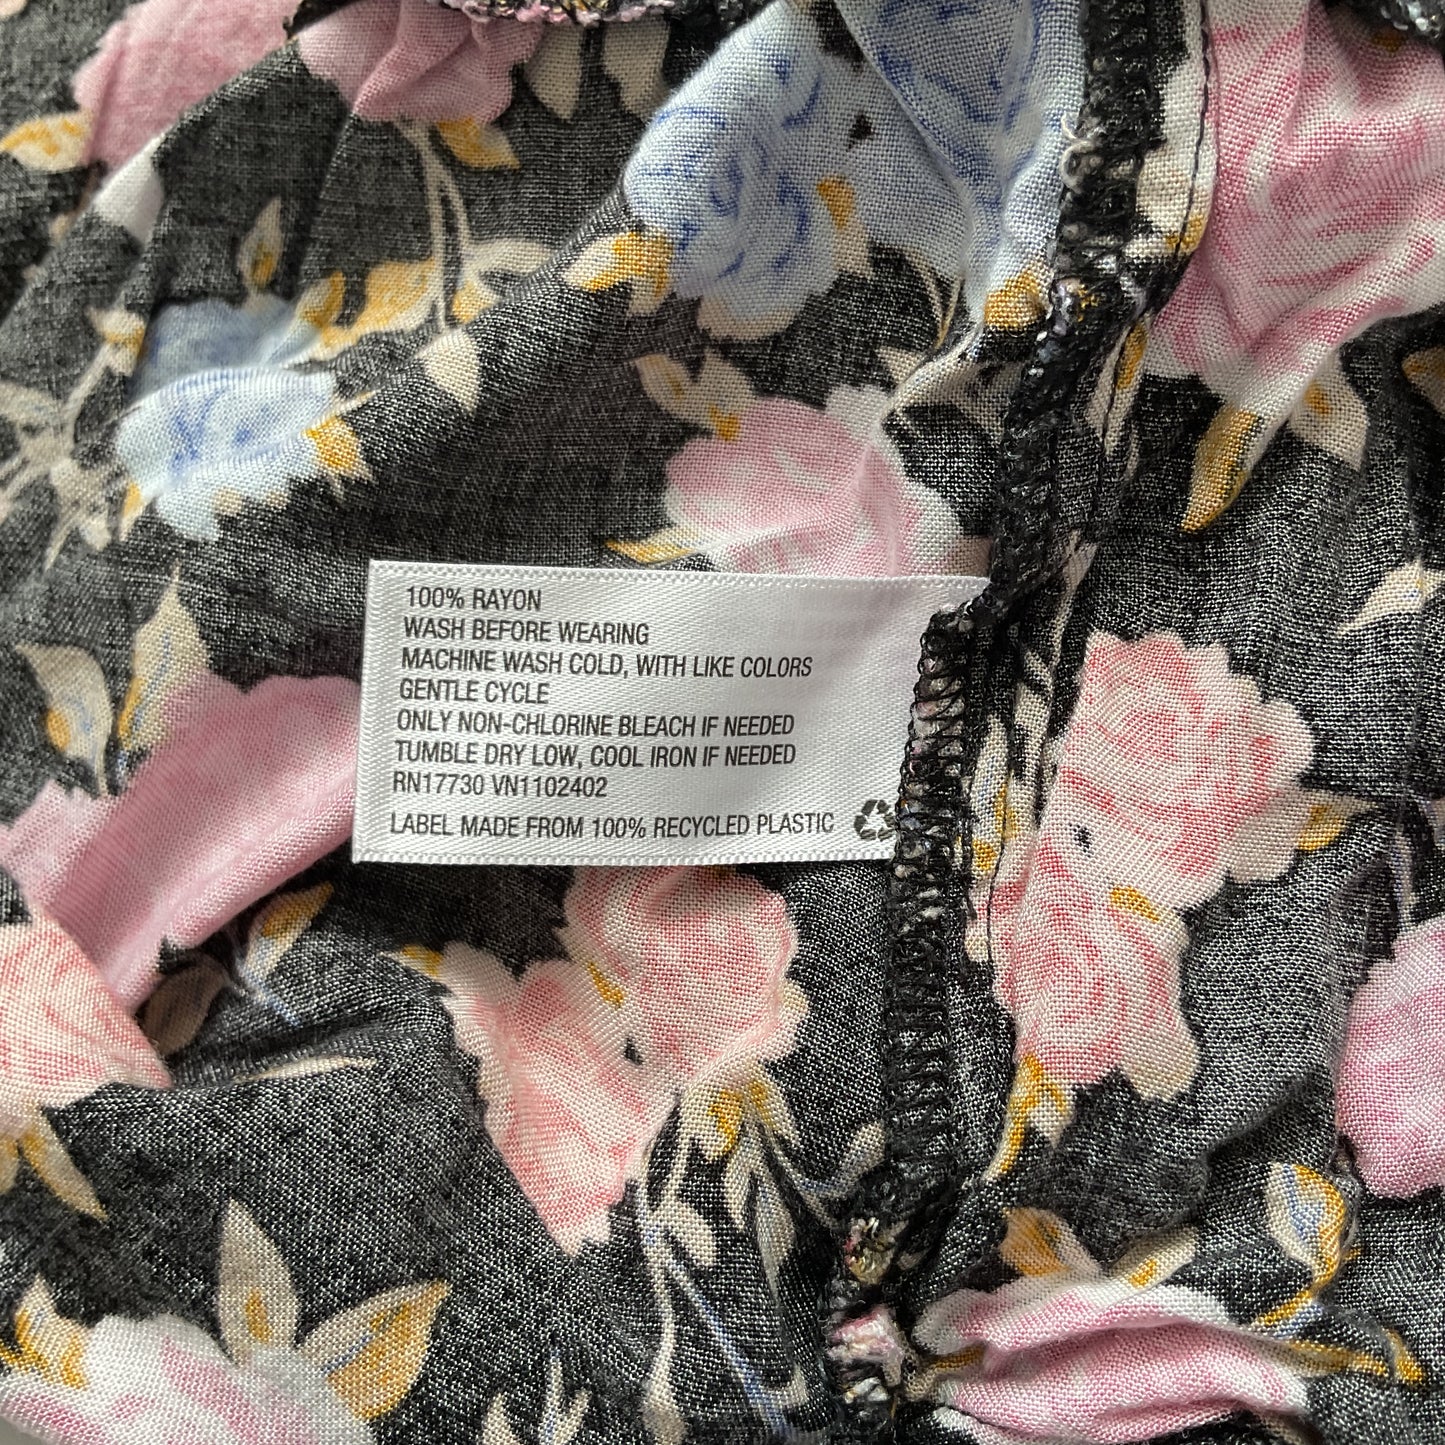 100% RAYON
WASH BEFORE WEARING
MACHINE WASH COLD, WITH LIKE COLORS
GENTLE CYCLE
ONLY NON-CHLORINE BLEACH IF NEEDED
TUMBLE DRY LOW, COOL IRON IF NEEDED
RN17730 VN1102402
LABEL MADE FROM 100% RECYCLED PLASTIC